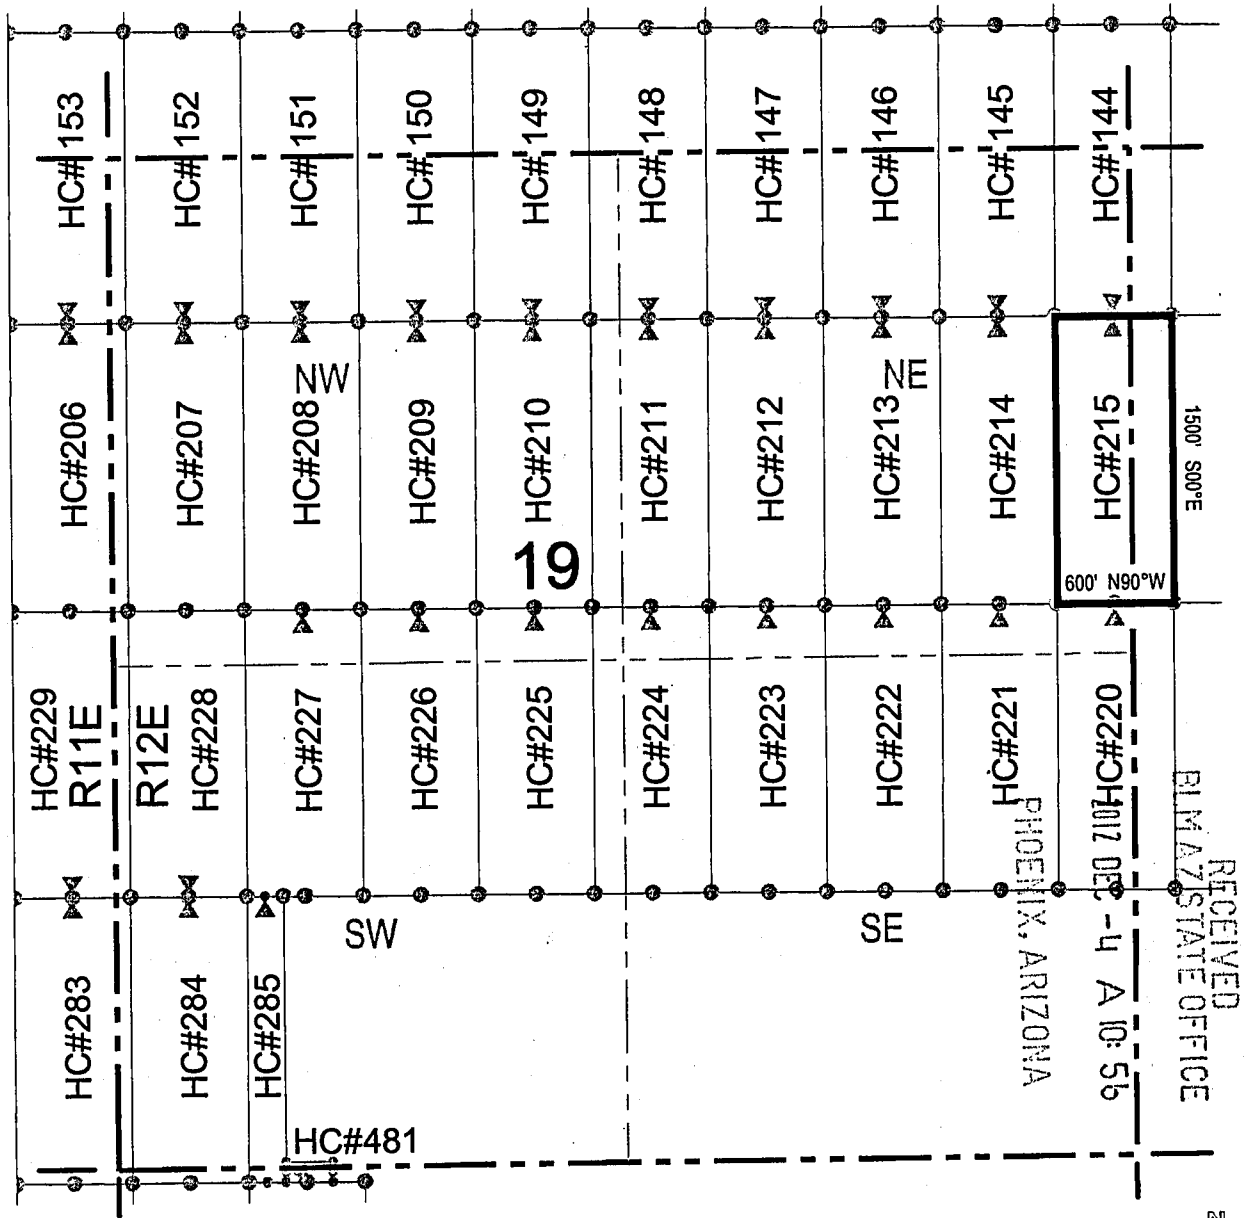 HC# 153
HC# 152
HC# 151
HC# 150
HC# 149
HC# 148
HC# 147
HC# 146
HC# 145
HC# 144
NW
NE
HC#206
HC#207
HC#208
HC#209
HC#210
HC#211
HC#212
HC#213
HC#214
HC#215
1500' S00°E
600' N90°W
19
HC#229
R11E
R12E
HC#228
HC#227
HC#226
HC#225
HC#224
HC#223
HC#222
HC#221
HC#220
RECEIVED
BLM AZ STATE OFFICE
2012 DEC -4 A 10: 56
PHOENIX, ARIZONA
SW
SE
HC#283
HC#284
HC#285
HC#481